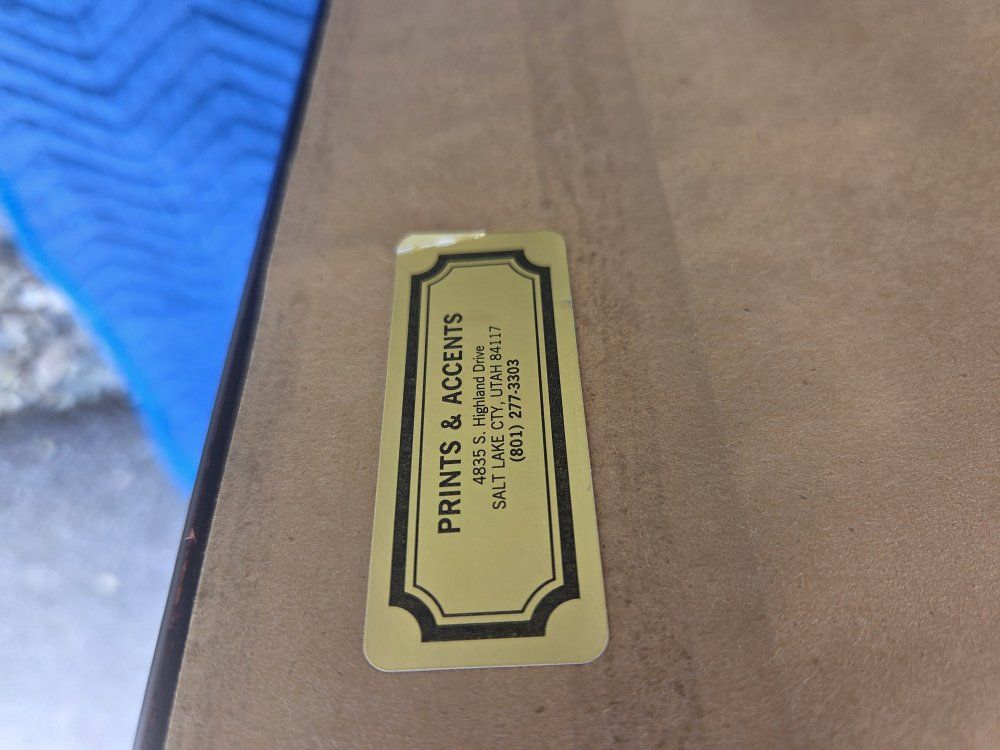 PRINTS & ACCENTS
4835 S. Highland Drive
SALT LAKE CTY, UTAH 84117
(801) 277-3303